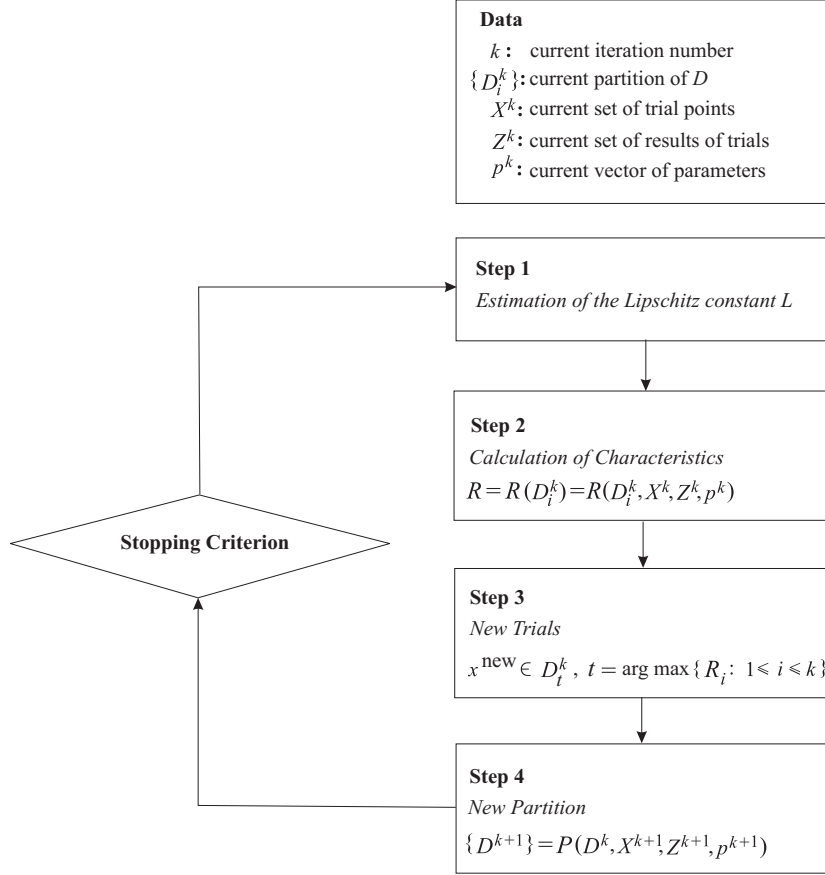 Data
k: current iteration number
{D_i^k}: current partition of D
X^k: current set of trial points
Z^k: current set of results of trials
p^k: current vector of parameters
Step 1
Estimation of the Lipschitz constant L
Step 2
Calculation of Characteristics
R=R(D_i^k)=R(D_i^k, X^k, Z^k, p^k)
Stopping Criterion
Step 3
New Trials
x^new ∈ D_t^k, t = arg max{R_i: 1 ⩽ i ⩽ k}
Step 4
New Partition
{D^k+1}=P(D^k, X^k+1, Z^k+1, p^k+1)